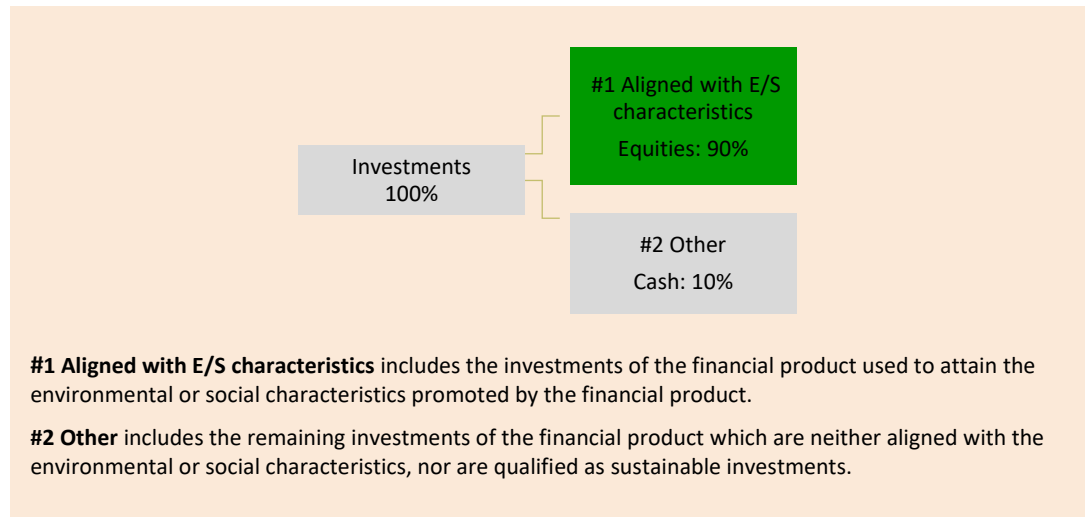 #1 Aligned with E/S
characteristics
Equities: 90%
Investments
100%
#2 Other
Cash: 10%
#1 Aligned with E/S characteristics includes the investments of the financial product used to attain the
environmental or social characteristics promoted by the financial product.
#2 Other includes the remaining investments of the financial product which are neither aligned with the
environmental or social characteristics, nor are qualified as sustainable investments.